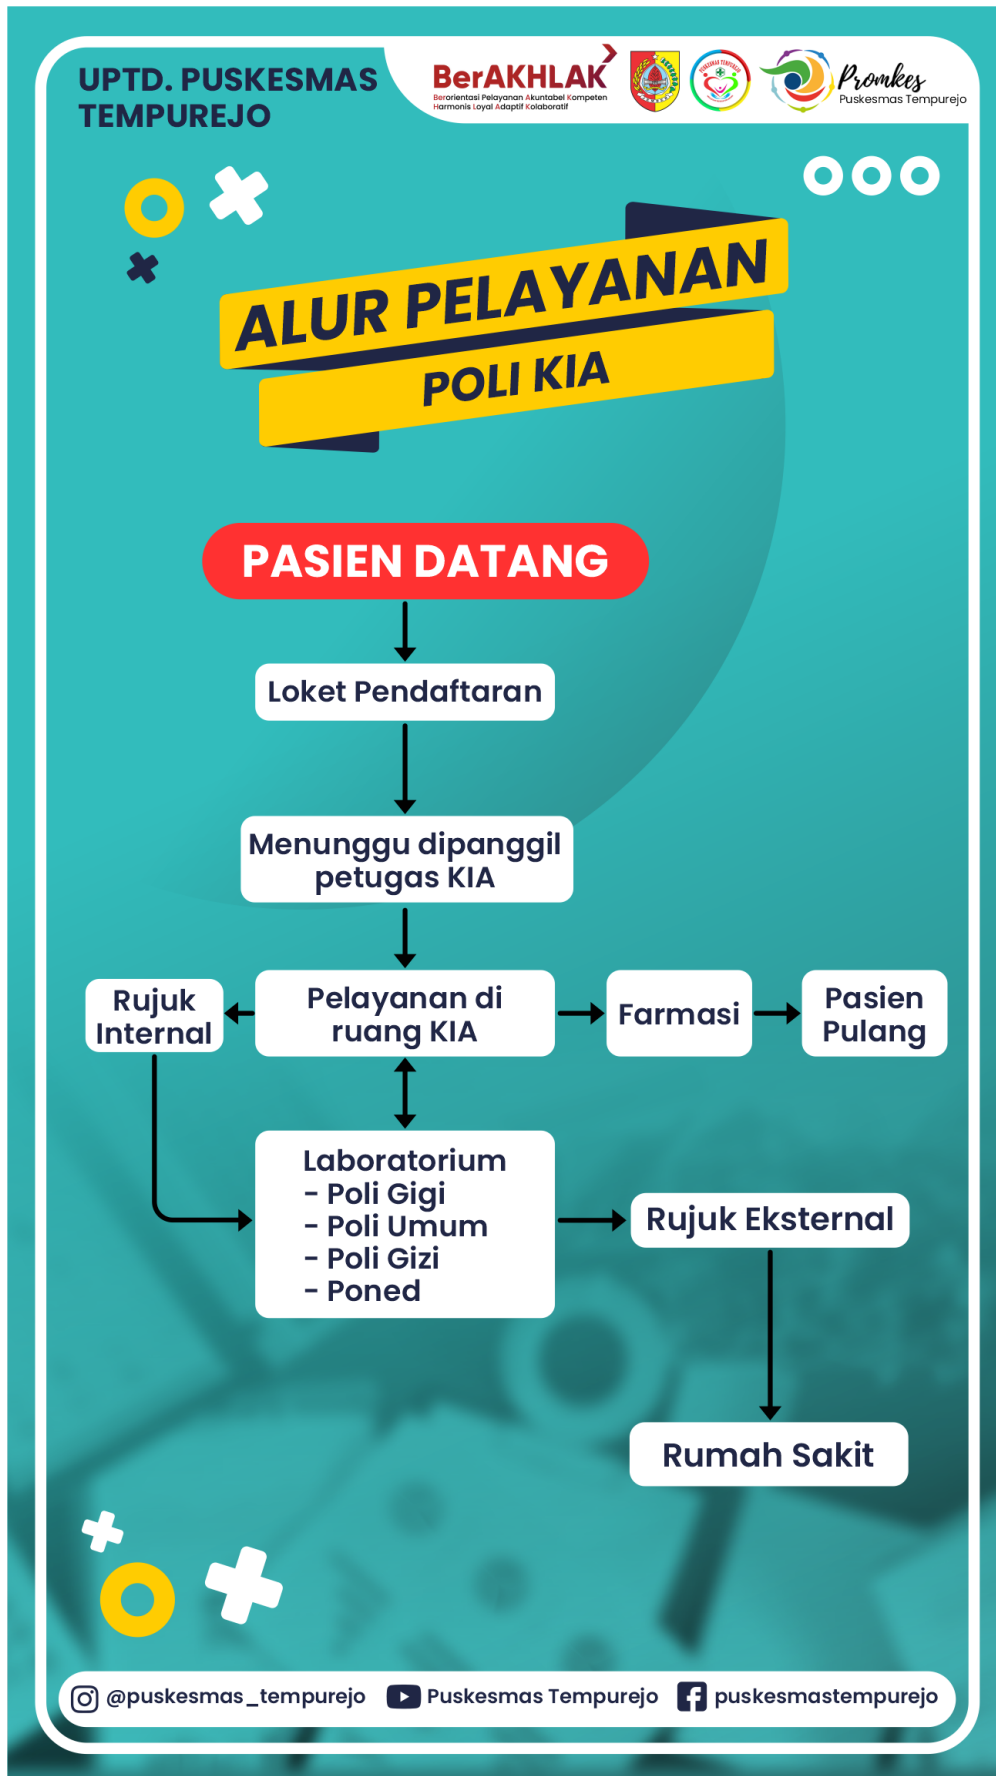 UPTD. PUSKESMAS
TEMPUREJO
BerAKHLAK
Berorientasi Pelayanan Akuntabel Kompeten
Harmonis Loyal Adaptif Kolaboratif
PUSKESMAS TEMPUREJO
Promkes
Puskesmas Tempurejo
ALUR PELAYANAN
POLI KIA
PASIEN DATANG
Loket Pendaftaran
Menunggu dipanggil
petugas KIA
Rujuk
Internal
Pelayanan di
ruang KIA
Farmasi
Pasien
Pulang
Laboratorium
- Poli Gigi
- Poli Umum
- Poli Gizi
- Poned
Rujuk Eksternal
Rumah Sakit
@puskesmas_tempurejo
Puskesmas Tempurejo
puskesmastempurejo